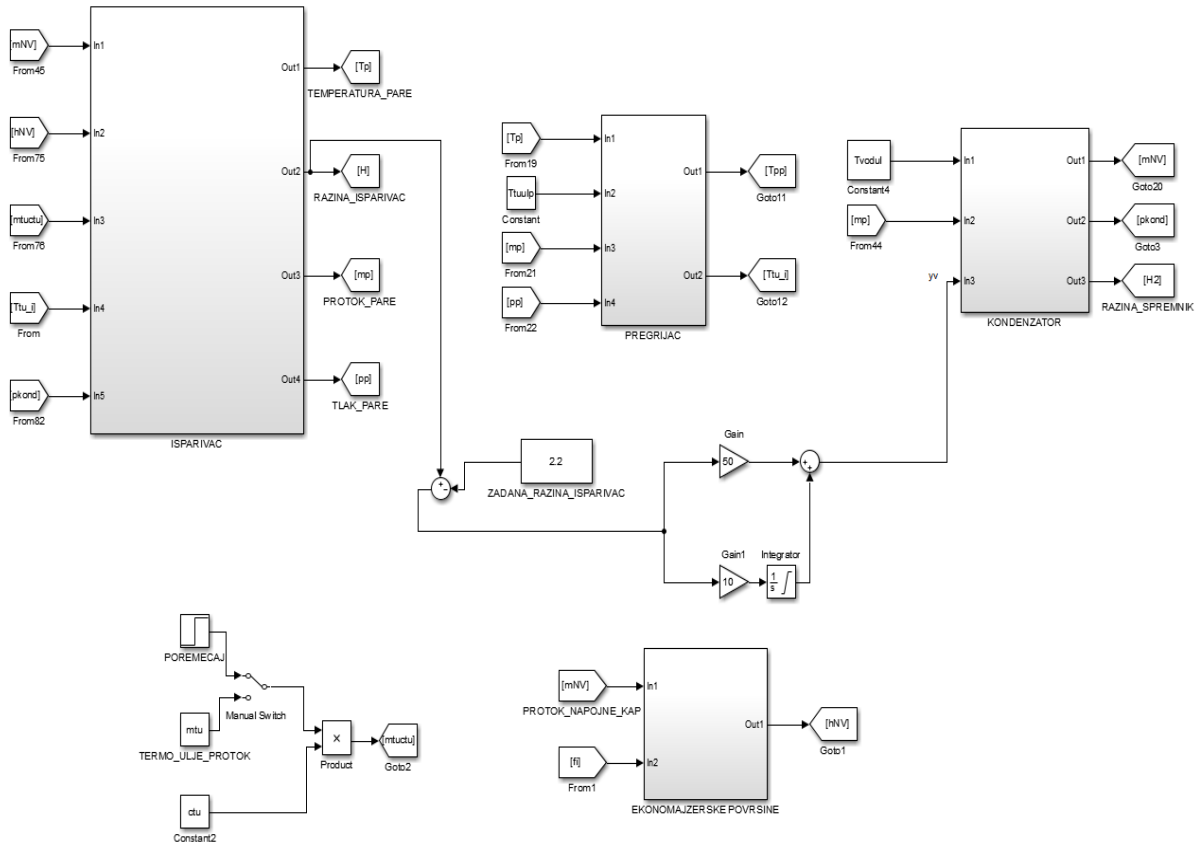 [mNV]
From45
In1
[hNV]
From75
In2
[mtuctu]
From76
In3
[Ttu_i]
From
In4
[pkond]
From82
In5
Out1
Out2
Out3
Out4
ISPARIVAC
[Tp]
TEMPERATURA_PARE
[H]
RAZINA_ISPARIVAC
[mp]
PROTOK_PARE
[pp]
TLAK_PARE
[Tp]
From19
In1
Ttuulp
Constant
In2
[mp]
From21
In3
[pp]
From22
In4
Out1
Out2
PREGRIJAC
[Tpp]
Goto11
[Ttu_i]
Goto12
Tvodul
Constant4
In1
[mp]
From44
In2
yv
In3
Out1
Out2
Out3
KONDENZATOR
[mNV]
Goto20
[pkond]
Goto3
[H2]
RAZINA_SPREMNIK
+
−
2.2
ZADANA_RAZINA_ISPARIVAC
Gain
50
+
+
Gain1
10
Integrator
1
s
POREMECAJ
Manual Switch
mtu
TERMO_ULJE_PROTOK
ctu
Constant2
×
Product
[mtuctu]
Goto2
[mNV]
PROTOK_NAPOJNE_KAP
In1
[fi]
From1
In2
Out1
EKONOMAJZERSKE POVRSINE
[hNV]
Goto1